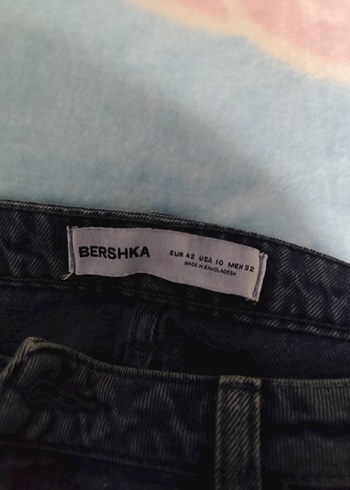 BERSHKA
EUR 42 USA 10 MEX 32
MADE IN BANGLADESH